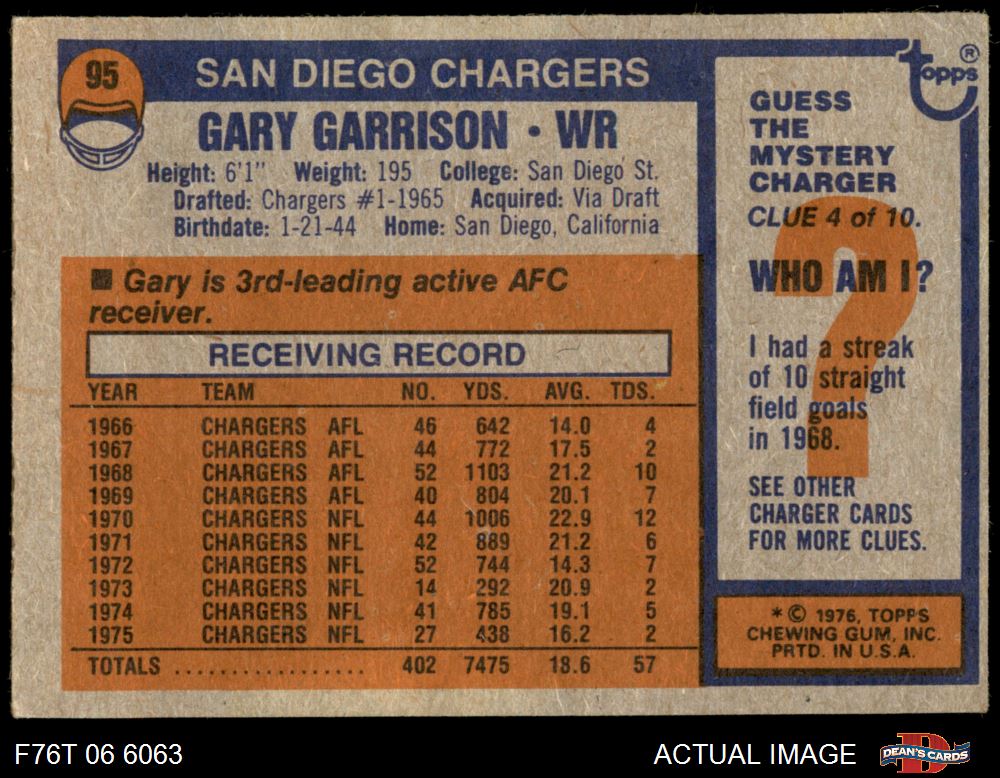 95
SAN DIEGO CHARGERS
GARY GARRISON • WR
Height: 6'1" Weight: 195 College: San Diego St.
Drafted: Chargers #1-1965 Acquired: Via Draft
Birthdate: 1-21-44 Home: San Diego, California
■ Gary is 3rd-leading active AFC
receiver.
RECEIVING RECORD
YEAR TEAM NO. YDS. AVG. TDS.
1966 CHARGERS AFL 46 642 14.0 4
1967 CHARGERS AFL 44 772 17.5 2
1968 CHARGERS AFL 52 1103 21.2 10
1969 CHARGERS AFL 40 804 20.1 7
1970 CHARGERS NFL 44 1006 22.9 12
1971 CHARGERS NFL 42 889 21.2 6
1972 CHARGERS NFL 52 744 14.3 7
1973 CHARGERS NFL 14 292 20.9 2
1974 CHARGERS NFL 41 785 19.1 5
1975 CHARGERS NFL 27 438 16.2 2
TOTALS ................. 402 7475 18.6 57
topps ®
GUESS
THE
MYSTERY
CHARGER
CLUE 4 of 10.
?
WHO AM I?
I had a streak
of 10 straight
field goals
in 1968.
SEE OTHER
CHARGER CARDS
FOR MORE CLUES.
* © 1976, TOPPS
CHEWING GUM, INC.
PRTD. IN U.S.A.
F76T 06 6063 ACTUAL IMAGE
D
DEAN'S CARDS